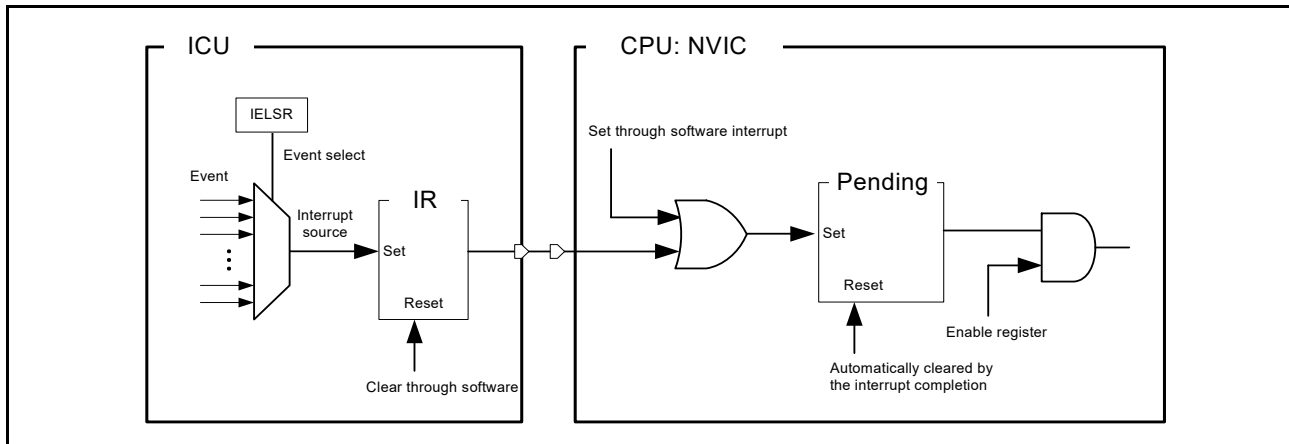 ICU
IELSR
Event select
Event
Interrupt
source
IR
Set
Reset
Clear through software
CPU: NVIC
Set through software interrupt
Pending
Set
Reset
Enable register
Automatically cleared by
the interrupt completion